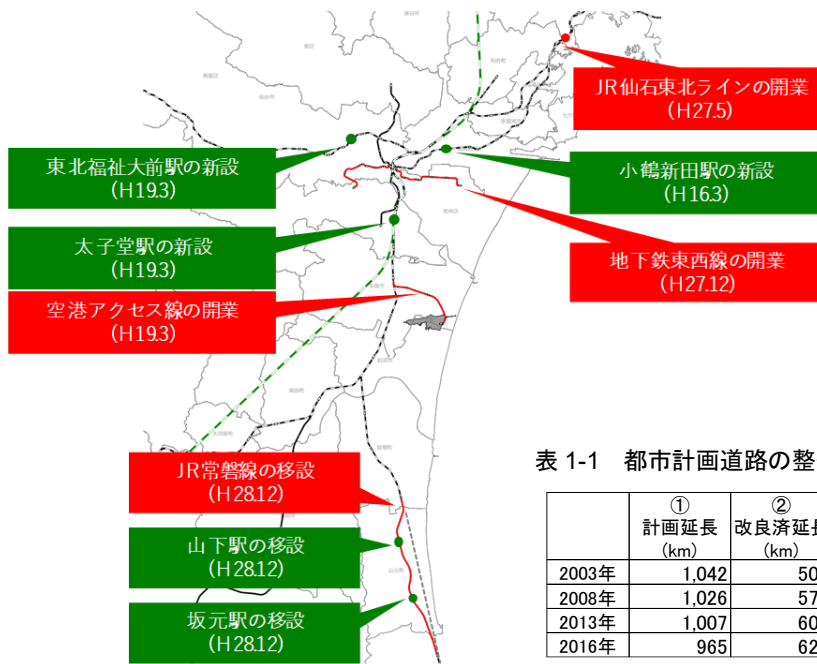 JR仙石東北ラインの開業
(H27.5)
東北福祉大前駅の新設
(H19.3)
小鶴新田駅の新設
(H16.3)
太子堂駅の新設
(H19.3)
地下鉄東西線の開業
(H27.12)
空港アクセス線の開業
(H19.3)
JR常磐線の移設
(H28.12)
山下駅の移設
(H28.12)
坂元駅の移設
(H28.12)
表 1-1 都市計画道路の整
① ②
計画延長 改良済延長
(km) (km)
2003年 1,042 50
2008年 1,026 57
2013年 1,007 60
2016年 965 62